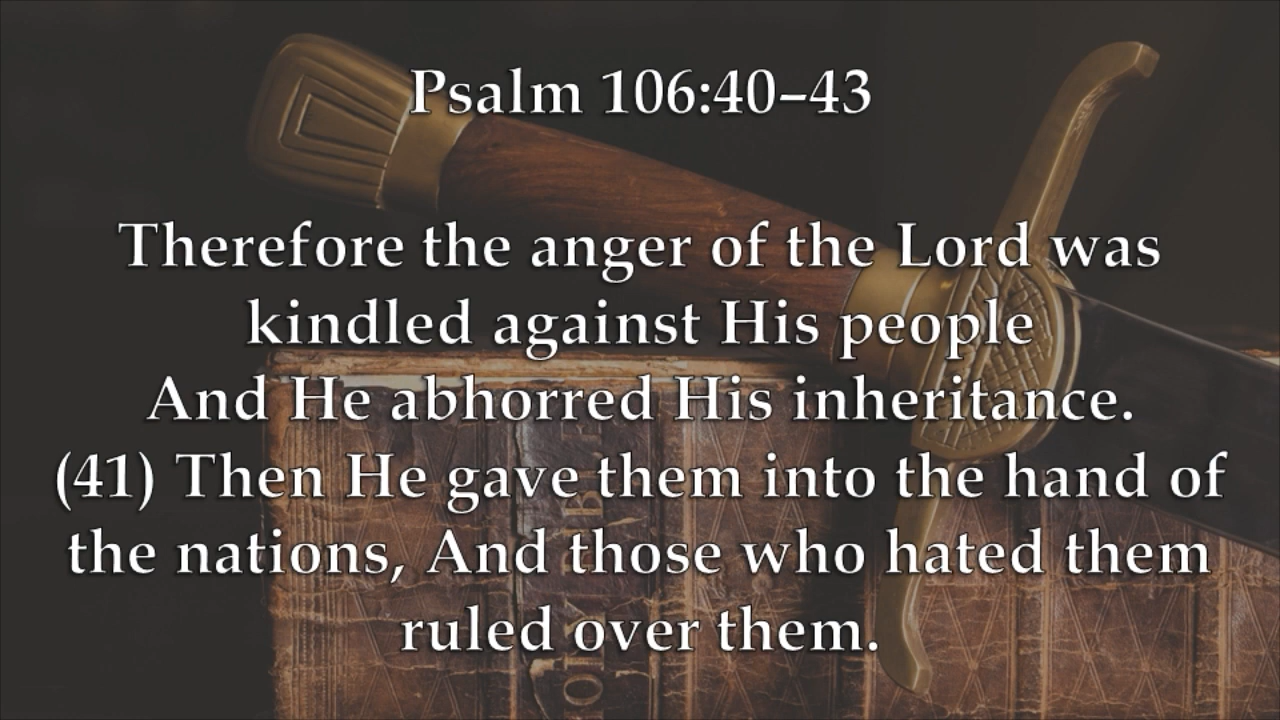 Psalm 106:40–43
Therefore the anger of the Lord was
kindled against His people
And He abhorred His inheritance.
(41) Then He gave them into the hand of
the nations, And those who hated them
ruled over them.